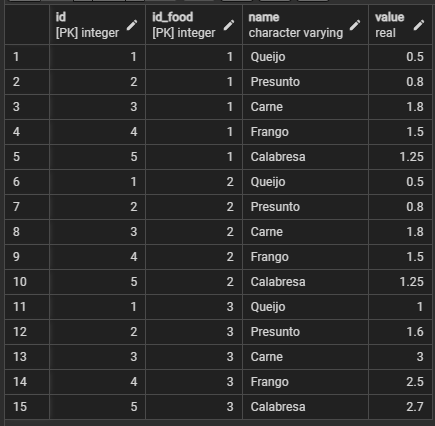 id id_food name value
[PK] integer [PK] integer character varying real
1 1 1 Queijo 0.5
2 2 1 Presunto 0.8
3 3 1 Carne 1.8
4 4 1 Frango 1.5
5 5 1 Calabresa 1.25
6 1 2 Queijo 0.5
7 2 2 Presunto 0.8
8 3 2 Carne 1.8
9 4 2 Frango 1.5
10 5 2 Calabresa 1.25
11 1 3 Queijo 1
12 2 3 Presunto 1.6
13 3 3 Carne 3
14 4 3 Frango 2.5
15 5 3 Calabresa 2.7